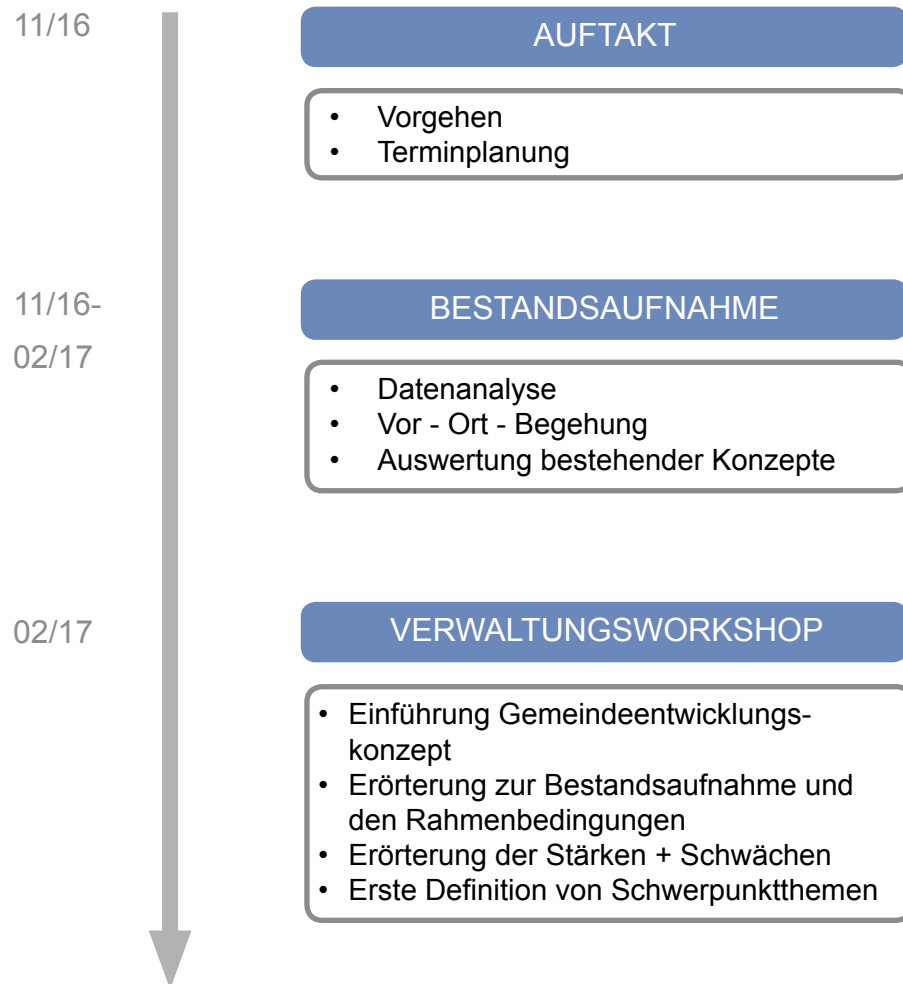 11/16
AUFTAKT
• Vorgehen
• Terminplanung
11/16-
02/17
BESTANDSAUFNAHME
• Datenanalyse
• Vor - Ort - Begehung
• Auswertung bestehender Konzepte
02/17
VERWALTUNGSWORKSHOP
• Einführung Gemeindeentwicklungs-
konzept
• Erörterung zur Bestandsaufnahme und
den Rahmenbedingungen
• Erörterung der Stärken + Schwächen
• Erste Definition von Schwerpunktthemen